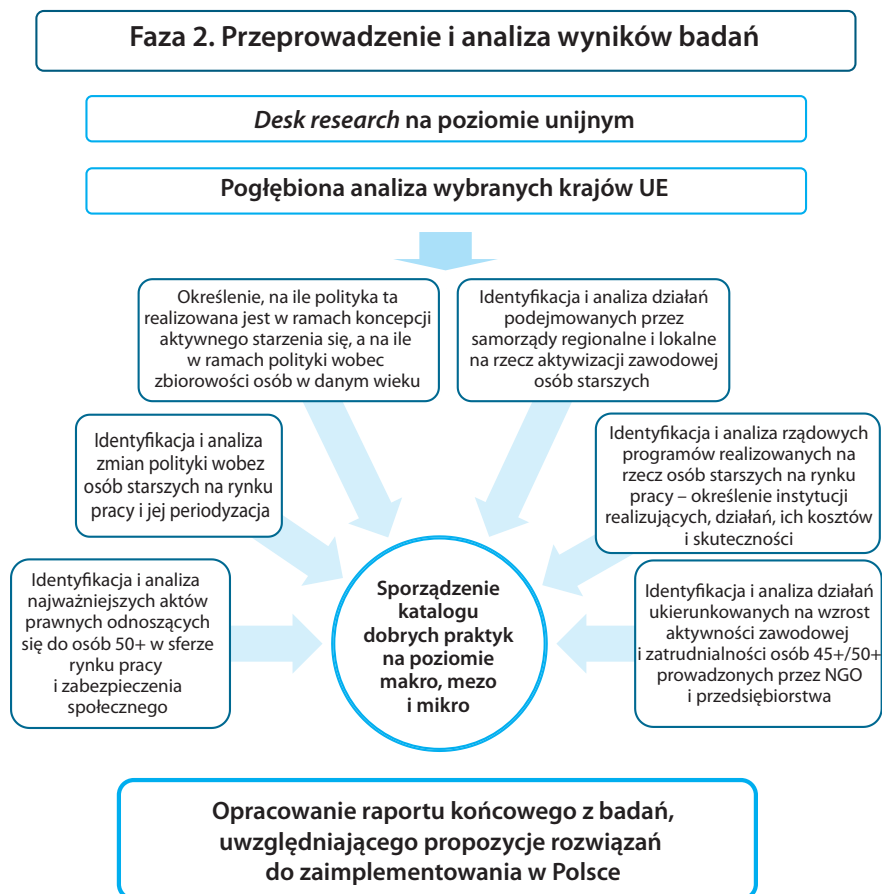 Faza 2. Przeprowadzenie i analiza wyników badań
Desk research na poziomie unijnym
Pogłębiona analiza wybranych krajów UE
Określenie, na ile polityka ta
realizowana jest w ramach koncepcji
aktywnego starzenia się, a na ile
w ramach polityki wobec
zbiorowości osób w danym wieku
Identyfikacja i analiza działań
podejmowanych przez
samorządy regionalne i lokalne
na rzecz aktywizacji zawodowej
osób starszych
Identyfikacja i analiza
zmian polityki wobez
osób starszych na rynku
pracy i jej periodyzacja
Identyfikacja i analiza rządowych
programów realizowanych na
rzecz osób starszych na rynku
pracy – określenie instytucji
realizujących, działań, ich kosztów
i skuteczności
Identyfikacja i analiza
najważniejszych aktów
prawnych odnoszących
się do osób 50+ w sferze
rynku pracy
i zabezpieczenia
społecznego
Sporządzenie
katalogu
dobrych praktyk
na poziomie
makro, mezo
i mikro
Identyfikacja i analiza działań
ukierunkowanych na wzrost
aktywności zawodowej
i zatrudnialności osób 45+/50+
prowadzonych przez NGO
i przedsiębiorstwa
Opracowanie raportu końcowego z badań,
uwzględniającego propozycje rozwiązań
do zaimplementowania w Polsce